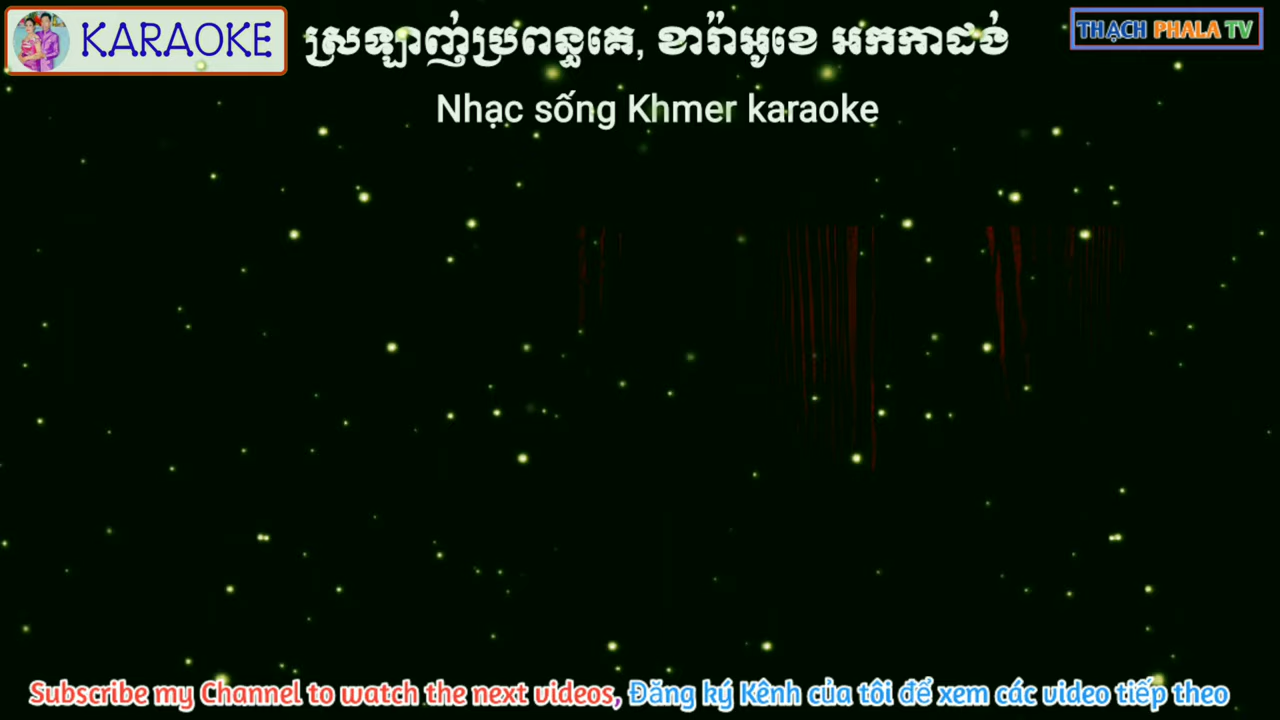 KARAOKE
ស្រឡាញ់ប្រពន្ធគេ, ខារ៉ាអូខេ អកកាដង់
THẠCH PHALA TV
Nhạc sống Khmer karaoke
Subscribe my Channel to watch the next videos, Đăng ký Kênh của tôi để xem các video tiếp theo